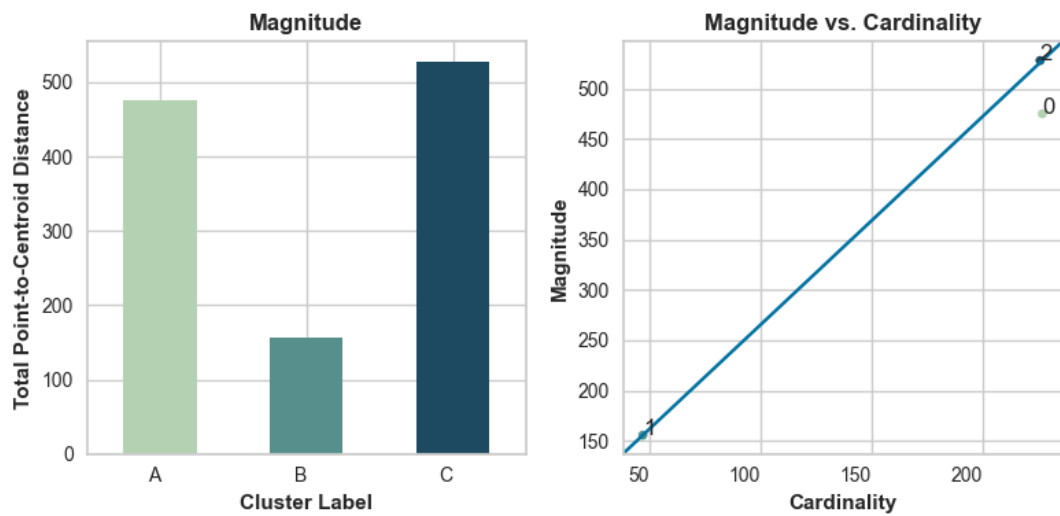 Magnitude
Total Point-to-Centroid Distance
500
400
300
200
100
0
A
B
C
Cluster Label
Magnitude vs. Cardinality
Magnitude
500
450
400
350
300
250
200
150
2
0
1
50
100
150
200
Cardinality